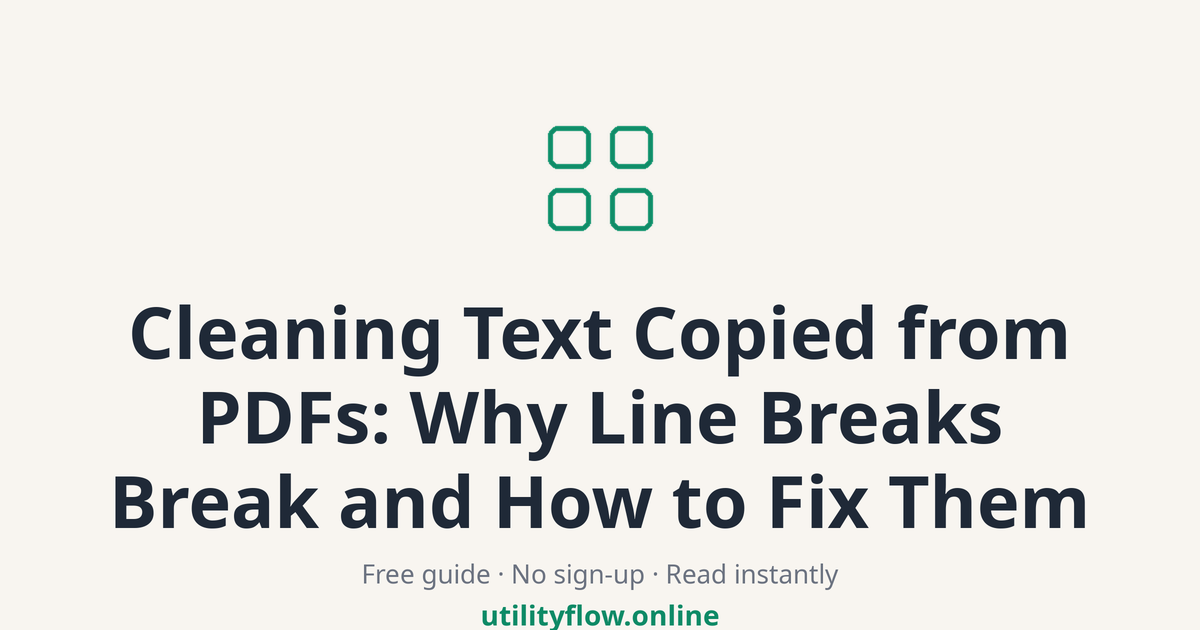 Cleaning Text Copied from
PDFs: Why Line Breaks
Break and How to Fix Them
Free guide · No sign-up · Read instantly
utilityflow.online